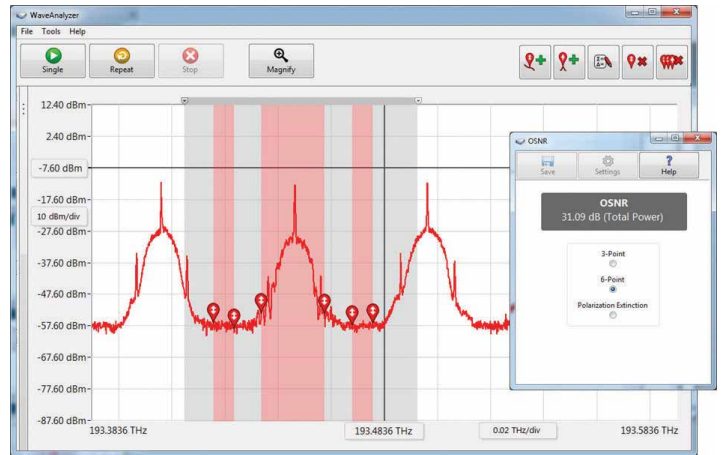 WaveAnalyzer
File Tools Help
Single Repeat Stop Magnify
12.40 dBm
2.40 dBm
-7.60 dBm
-17.60 dBm
10 dBm/div
-27.60 dBm
-37.60 dBm
-47.60 dBm
-57.60 dBm
-67.60 dBm
-77.60 dBm
-87.60 dBm
193.3836 THz 193.4836 THz 0.02 THz/div 193.5836 THz
OSNR
Save Settings Help
OSNR
31.09 dB (Total Power)
3-Point
6-Point
Polarization Extinction